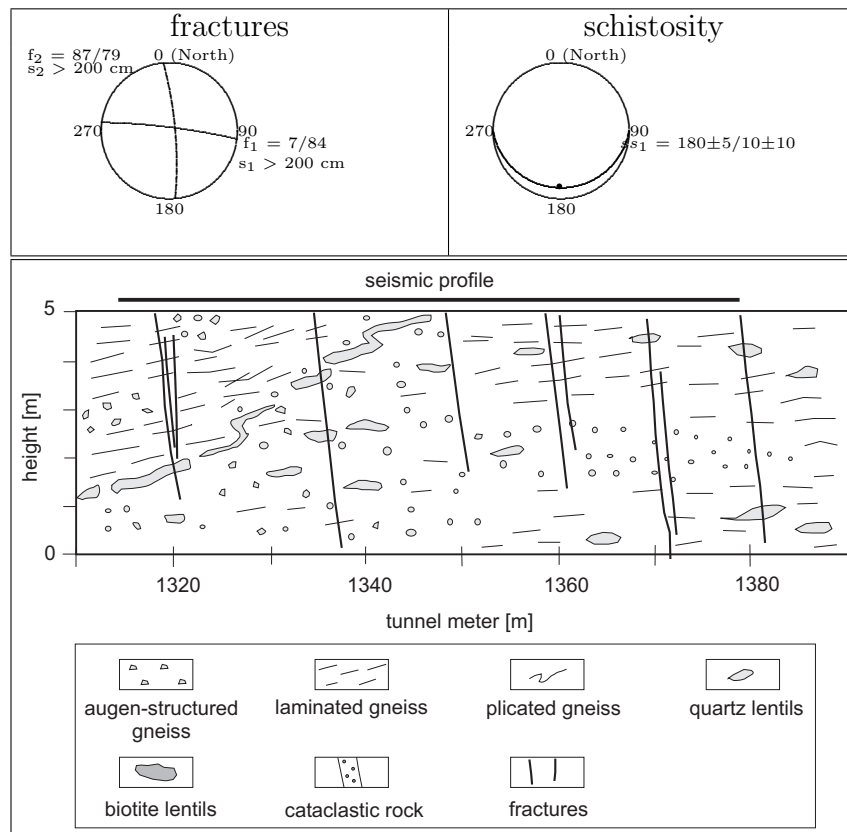 fractures
f2 = 87/79
s2 > 200 cm
0 (North)
270
90
f1 = 7/84
s1 > 200 cm
180
schistosity
0 (North)
270
90
ss1 = 180±5/10±10
180
seismic profile
5
height [m]
0
1320
1340
1360
1380
tunnel meter [m]
augen-structured
gneiss
laminated gneiss
plicated gneiss
quartz lentils
biotite lentils
cataclastic rock
fractures